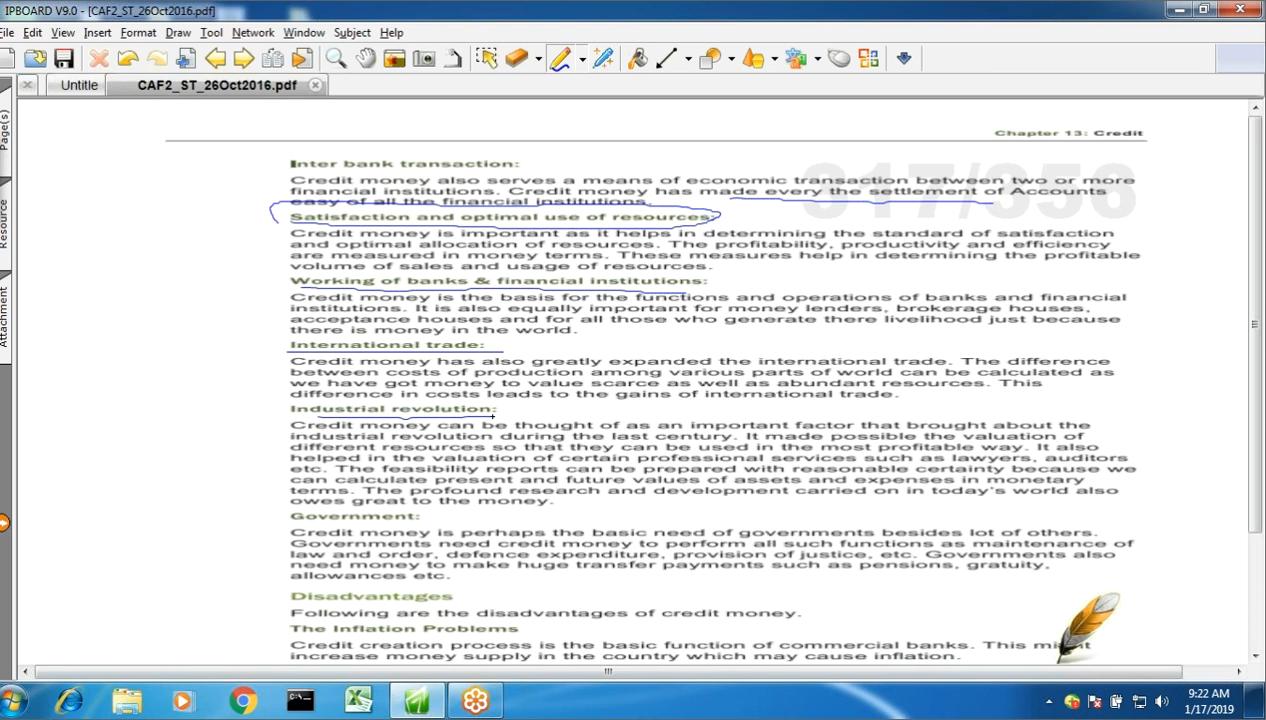 IPBOARD V9.0 - [CAF2_ST_26Oct2016.pdf]
File Edit View Insert Format Draw Tool Network Window Subject Help
Untitle CAF2_ST_26Oct2016.pdf
Page(s)
Resource
Attachment
317/356
Chapter 13: Credit
Inter bank transaction:
Credit money also serves a means of economic transaction between two or more
financial institutions. Credit money has made every the settlement of Accounts
easy of all the financial institutions.
Satisfaction and optimal use of resources:
Credit money is important as it helps in determining the standard of satisfaction
and optimal allocation of resources. The profitability, productivity and efficiency
are measured in money terms. These measures help in determining the profitable
volume of sales and usage of resources.
Working of banks & financial institutions:
Credit money is the basis for the functions and operations of banks and financial
institutions. It is also equally important for money lenders, brokerage houses,
acceptance houses and for all those who generate there livelihood just because
there is money in the world.
International trade:
Credit money has also greatly expanded the international trade. The difference
between costs of production among various parts of world can be calculated as
we have got money to value scarce as well as abundant resources. This
difference in costs leads to the gains of international trade.
Industrial revolution:
Credit money can be thought of as an important factor that brought about the
industrial revolution during the last century. It made possible the valuation of
different resources so that they can be used in the most profitable way. It also
helped in the valuation of certain professional services such as lawyers, auditors
etc. The feasibility reports can be prepared with reasonable certainty because we
can calculate present and future values of assets and expenses in monetary
terms. The profound research and development carried on in today's world also
owes great to the money.
Government:
Credit money is perhaps the basic need of governments besides lot of others.
Governments need credit money to perform all such functions as maintenance of
law and order, defence expenditure, provision of justice, etc. Governments also
need money to make huge transfer payments such as pensions, gratuity,
allowances etc.
Disadvantages
Following are the disadvantages of credit money.
The Inflation Problems
Credit creation process is the basic function of commercial banks. This might
increase money supply in the country which may cause inflation.
9:22 AM
1/17/2019